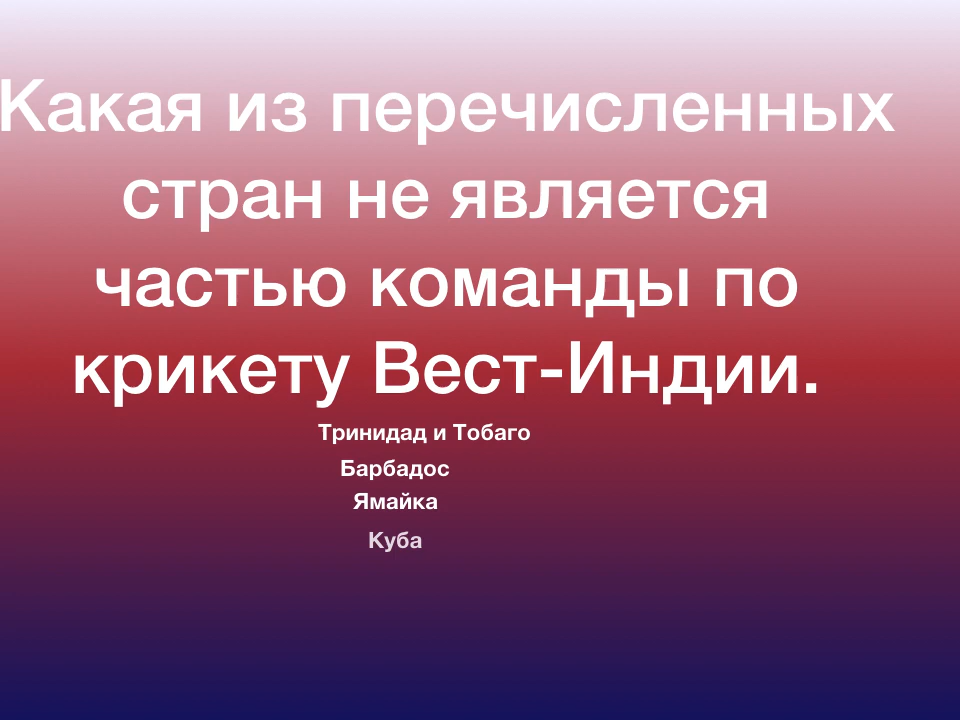 Какая из перечисленных
стран не является
частью команды по
крикету Вест-Индии.
Тринидад и Тобаго
Барбадос
Ямайка
Куба